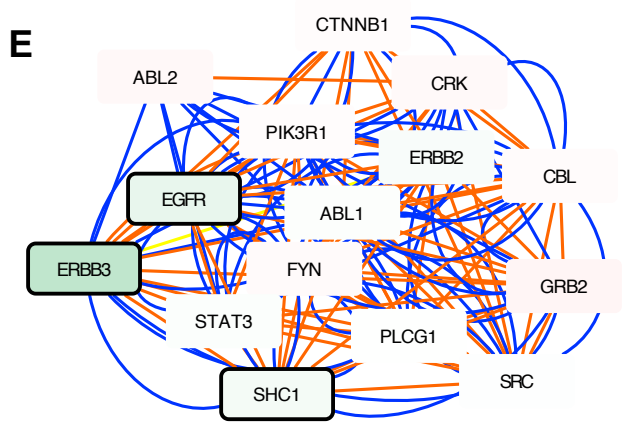 E
CTNNB1
ABL2
CRK
PIK3R1
ERBB2
CBL
EGFR
ABL1
ERBB3
FYN
GRB2
STAT3
PLCG1
SRC
SHC1